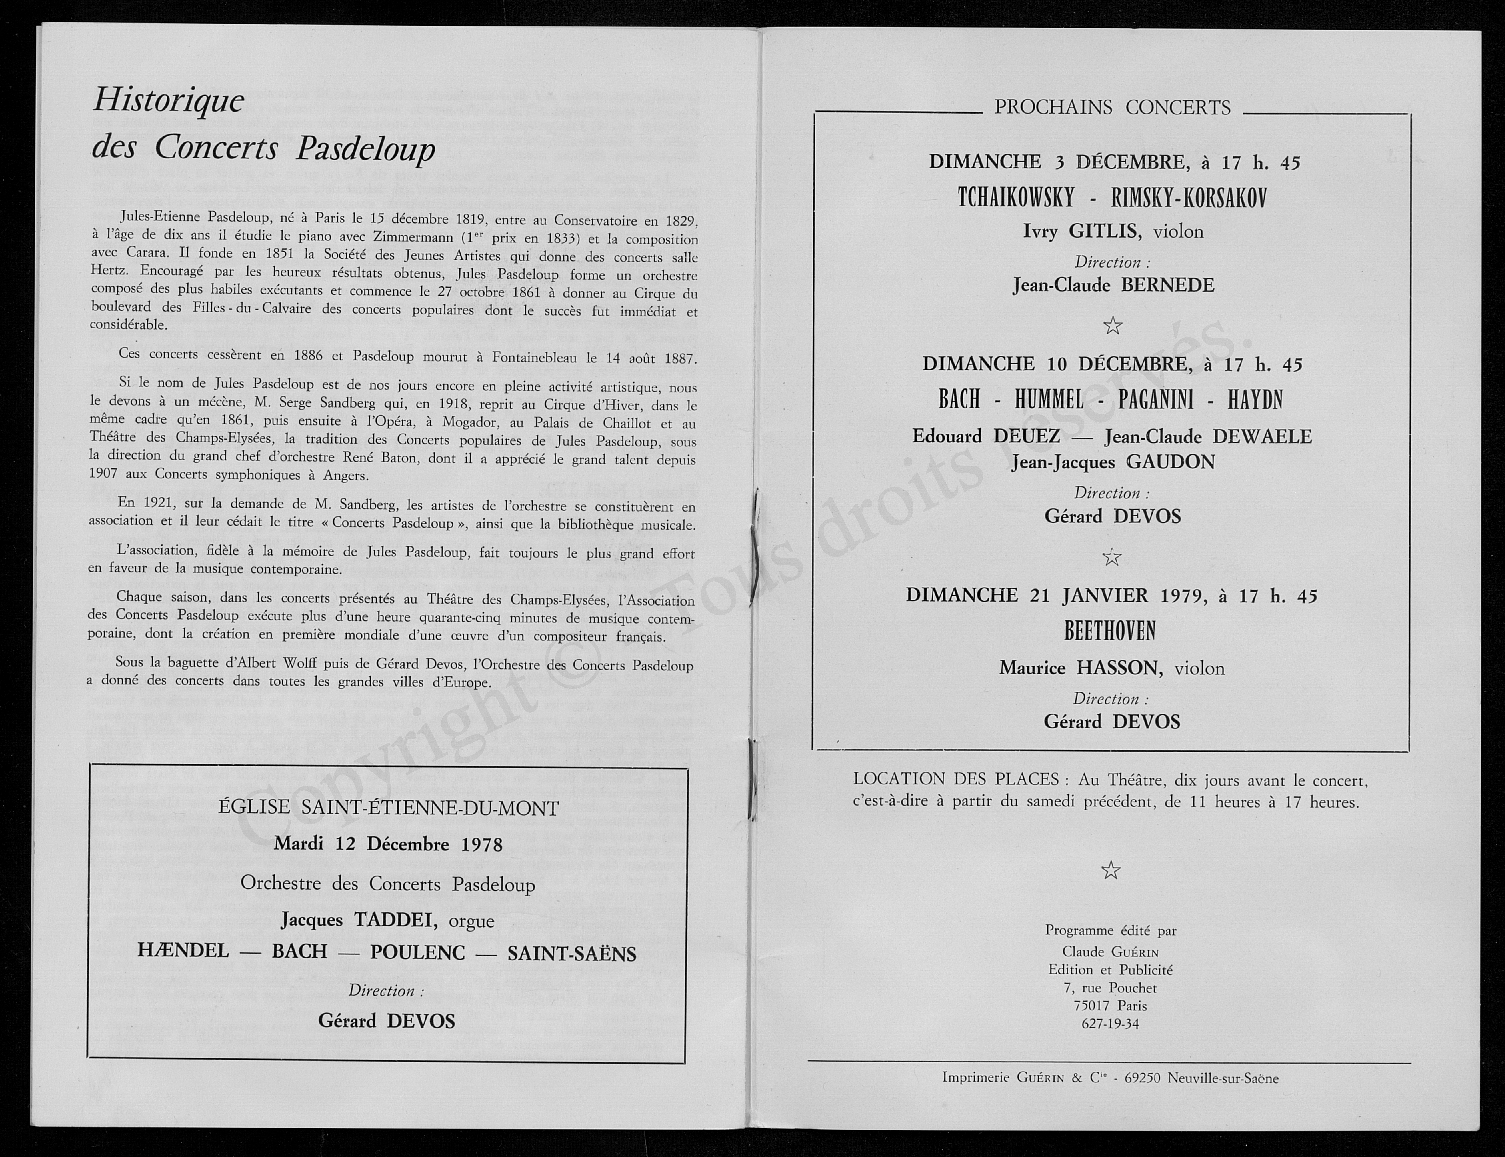 Historique
des Concerts Pasdeloup
Jules-Etienne Pasdeloup, né à Paris le 15 décembre 1819, entre au Conservatoire en 1829,
à l'âge de dix ans il étudie le piano avec Zimmermann (1er prix en 1833) et la composition
avec Carara. Il fonde en 1851 la Société des Jeunes Artistes qui donne des concerts salle
Hertz. Encouragé par les heureux résultats obtenus, Jules Pasdeloup forme un orchestre
composé des plus habiles exécutants et commence le 27 octobre 1861 à donner au Cirque du
boulevard des Filles-du-Calvaire des concerts populaires dont le succès fut immédiat et
considérable.
Ces concerts cessèrent en 1886 et Pasdeloup mourut à Fontainebleau le 14 août 1887.
Si le nom de Jules Pasdeloup est de nos jours encore en pleine activité artistique, nous
le devons à un mécène, M. Serge Sandberg qui, en 1918, reprit au Cirque d'Hiver, dans le
même cadre qu'en 1861, puis ensuite à l'Opéra, à Mogador, au Palais de Chaillot et au
Théâtre des Champs-Elysées, la tradition des Concerts populaires de Jules Pasdeloup, sous
la direction du grand chef d'orchestre René Baton, dont il a apprécié le grand talent depuis
1907 aux Concerts symphoniques à Angers.
En 1921, sur la demande de M. Sandberg, les artistes de l'orchestre se constituèrent en
association et il leur cédait le titre « Concerts Pasdeloup », ainsi que la bibliothèque musicale.
L'association, fidèle à la mémoire de Jules Pasdeloup, fait toujours le plus grand effort
en faveur de la musique contemporaine.
Chaque saison, dans les concerts présentés au Théâtre des Champs-Elysées, l'Association
des Concerts Pasdeloup exécute plus d'une heure quarante-cinq minutes de musique contem-
poraine, dont la création en première mondiale d'une œuvre d'un compositeur français.
Sous la baguette d'Albert Wolff puis de Gérard Devos, l'Orchestre des Concerts Pasdeloup
a donné des concerts dans toutes les grandes villes d'Europe.
ÉGLISE SAINT-ÉTIENNE-DU-MONT
Mardi 12 Décembre 1978
Orchestre des Concerts Pasdeloup
Jacques TADDEI, orgue
HÆNDEL — BACH — POULENC — SAINT-SAËNS
Direction :
Gérard DEVOS
PROCHAINS CONCERTS
DIMANCHE 3 DÉCEMBRE, à 17 h. 45
TCHAIKOWSKY - RIMSKY-KORSAKOV
Ivry GITLIS, violon
Direction :
Jean-Claude BERNEDE
DIMANCHE 10 DÉCEMBRE, à 17 h. 45
BACH - HUMMEL - PAGANINI - HAYDN
Edouard DEUEZ — Jean-Claude DEWAELE
Jean-Jacques GAUDON
Direction :
Gérard DEVOS
DIMANCHE 21 JANVIER 1979, à 17 h. 45
BEETHOVEN
Maurice HASSON, violon
Direction :
Gérard DEVOS
LOCATION DES PLACES : Au Théâtre, dix jours avant le concert,
c'est-à-dire à partir du samedi précédent, de 11 heures à 17 heures.
Programme édité par
Claude GUÉRIN
Edition et Publicité
7, rue Pouchet
75017 Paris
627-19-34
Imprimerie GUÉRIN & Cie - 69250 Neuville-sur-Saône
Copyright © - Tous droits réservés.